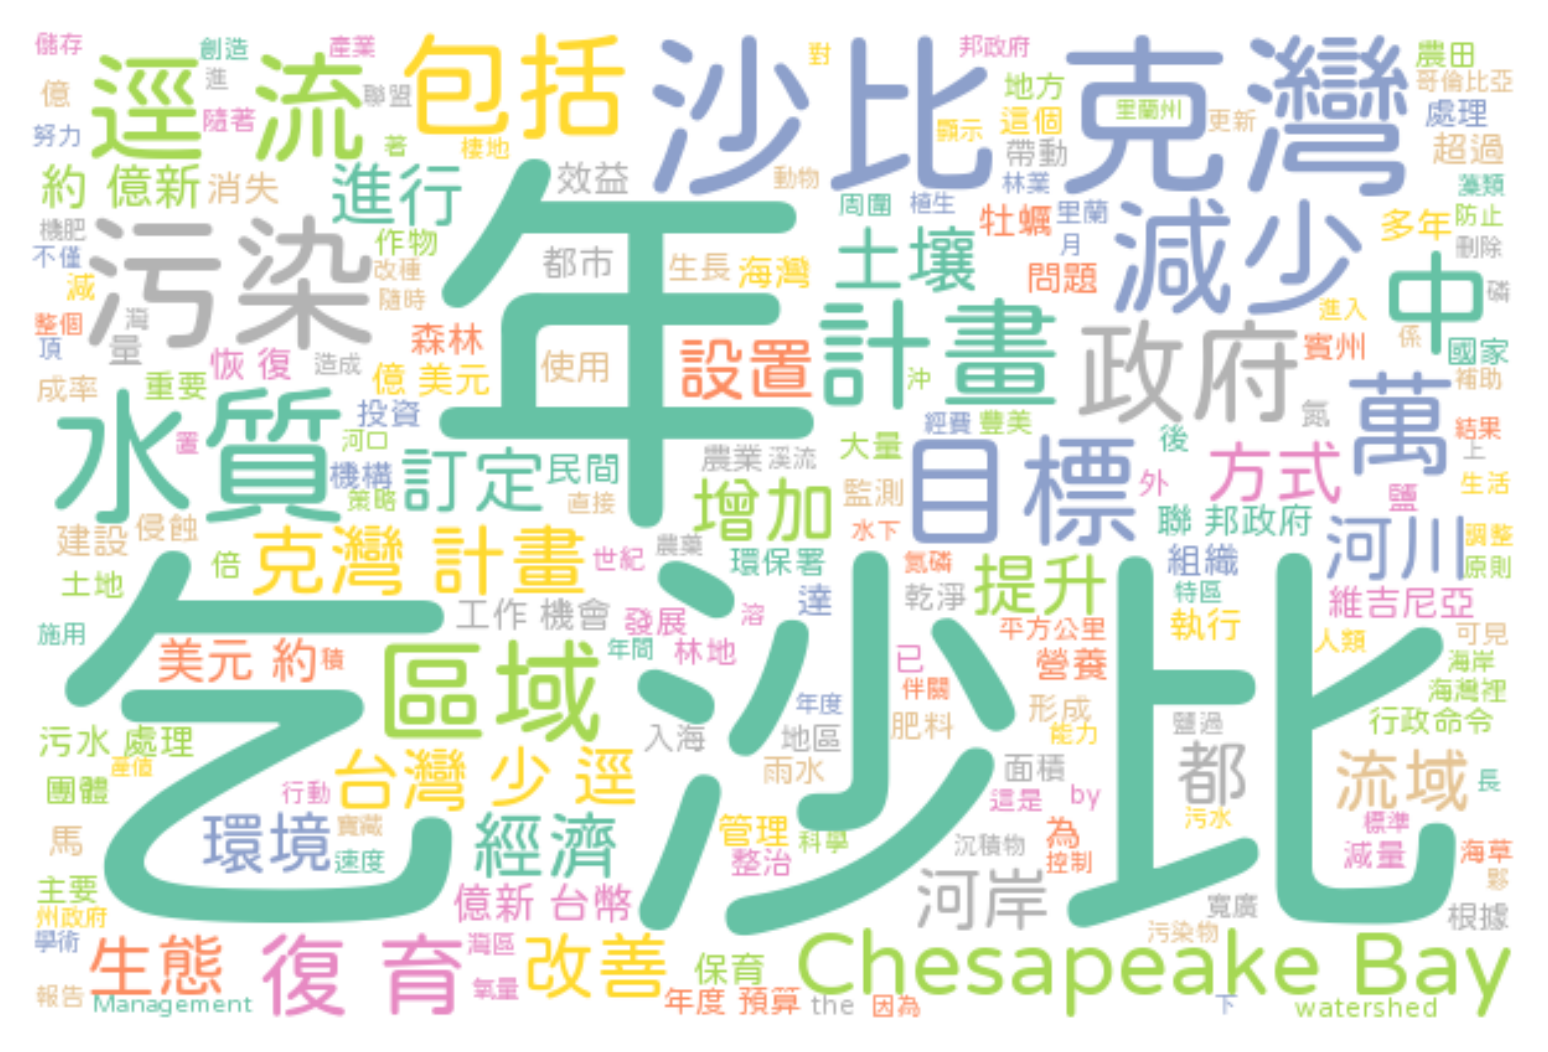 儲存
創造
產業
包括
沙比
克灣
對
邦政府
農田
逕流
進
聯盟
地方
里蘭州
哥倫比亞
億
隨著
這個
更新
處理
努力
著
棲地
顯示
帶動
超過
約 億新
消失
進行
效益
動物
林業
藻類
機肥
污染
作物
年
周圍
植生
牡蠣
里蘭
減少
多年
防止
不僅
改種
都市
生長
海灣
土壤
月
問題
中
刪除
減
隨時
磷
整個
灣
量
森林
使用
設置
計畫
政府
進入
係
頂
恢 復
造成
沖
賓州
國家
成率
重要
億 美元
萬
補助
水質
投資
經費
豐美
氮
結果
置
河口
大量
目標
後
方式
上
機構
訂定
民間
農業
溪流
外
鹽
生活
策略
直接
增加
監測
聯 邦政府
建設
侵蝕
克灣 計畫
世紀
農藥
水下
河川
調整
土地
倍
環保署
氮磷
提升
組織
原則
乞
沙比
工作 機會
發展
溶
達
乾淨
特區
維吉尼亞
施用
年間
林地
平方公里
執行
人類
可見
美元 約
積
區域
已
營養
海岸
伴關
海灣裡
年度
肥料
形成
行政命令
污水 處理
入海
地區
能力
鹽過
產值
台灣 少 逕
雨水
面積
都
流域
長
團體
行動
這是
by
馬
環境
寶藏
經濟
管理
科學
沉積物
為
污水
標準
速度
整治
控制
減量
海草
主要
億新 台幣
河岸
寬廣
夥
州政府
根據
學術
生態
復 育
灣區
改善
保育
Chesapeake Bay
污染物
報告
Management
氧量
年度 預算
the
因為
下
watershed